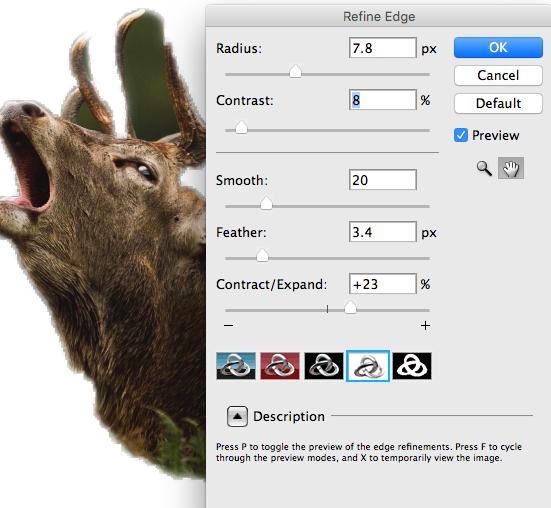 Refine Edge
Radius: 7.8 px
OK
Cancel
Contrast: 8 %
Default
Preview
Smooth: 20
Feather: 3.4 px
Contract/Expand: +23 %
− +
Description
Press P to toggle the preview of the edge refinements. Press F to cycle
through the preview modes, and X to temporarily view the image.